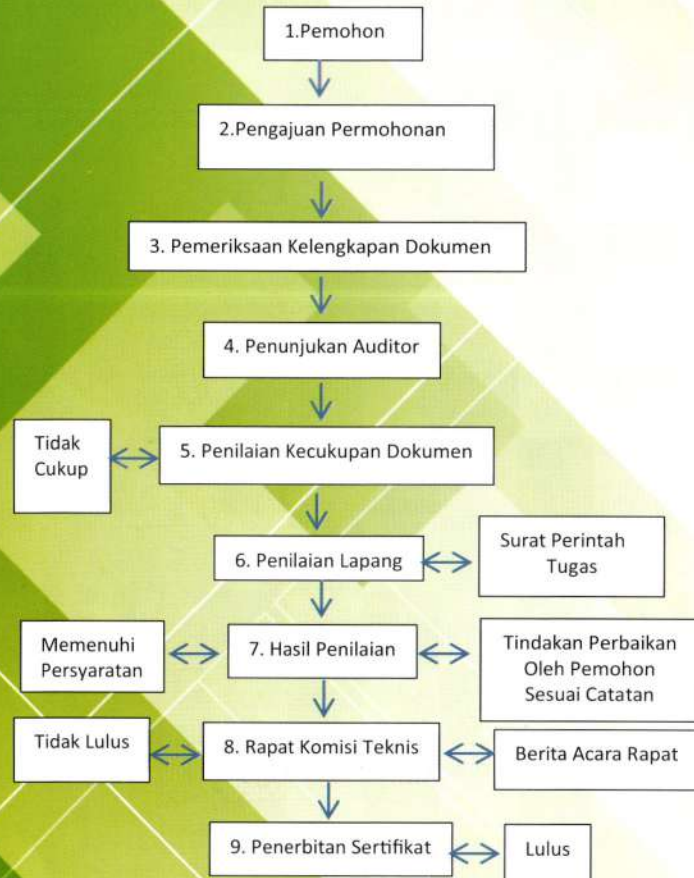 1.Pemohon
2.Pengajuan Permohonan
3. Pemeriksaan Kelengkapan Dokumen
4. Penunjukan Auditor
Tidak
Cukup
5. Penilaian Kecukupan Dokumen
6. Penilaian Lapang
Surat Perintah
Tugas
Memenuhi
Persyaratan
7. Hasil Penilaian
Tindakan Perbaikan
Oleh Pemohon
Sesuai Catatan
Tidak Lulus
8. Rapat Komisi Teknis
Berita Acara Rapat
9. Penerbitan Sertifikat
Lulus